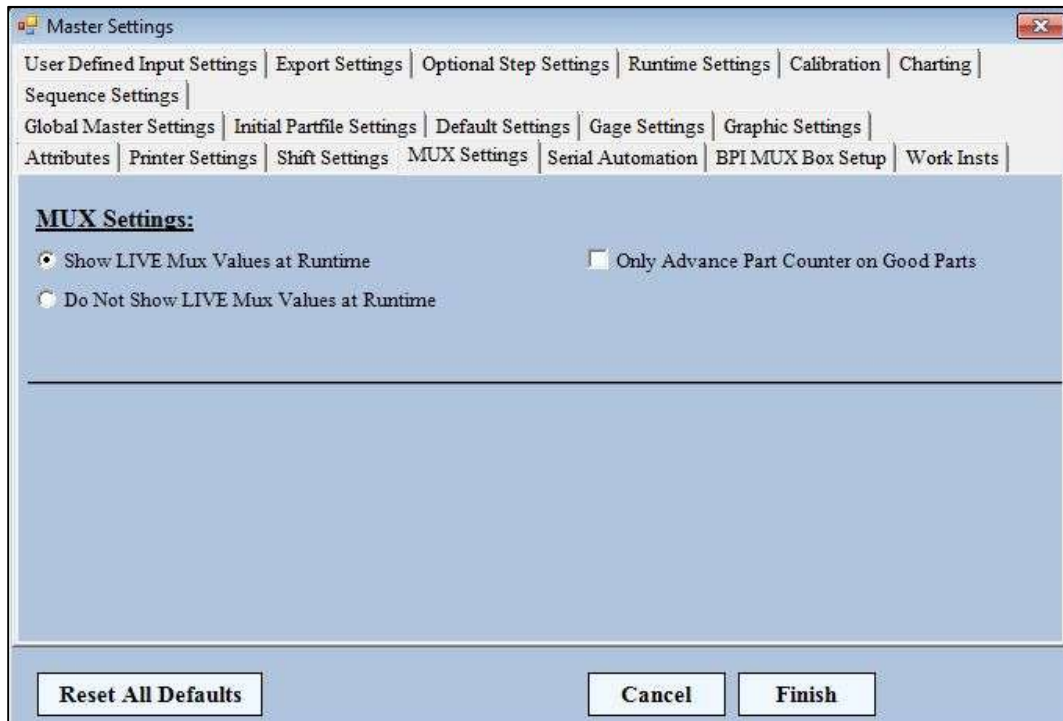 Master Settings
User Defined Input Settings Export Settings Optional Step Settings Runtime Settings Calibration Charting
Sequence Settings
Global Master Settings Initial Partfile Settings Default Settings Gage Settings Graphic Settings
Attributes Printer Settings Shift Settings MUX Settings Serial Automation BPI MUX Box Setup Work Insts
MUX Settings:
Show LIVE Mux Values at Runtime Only Advance Part Counter on Good Parts
Do Not Show LIVE Mux Values at Runtime
Reset All Defaults Cancel Finish